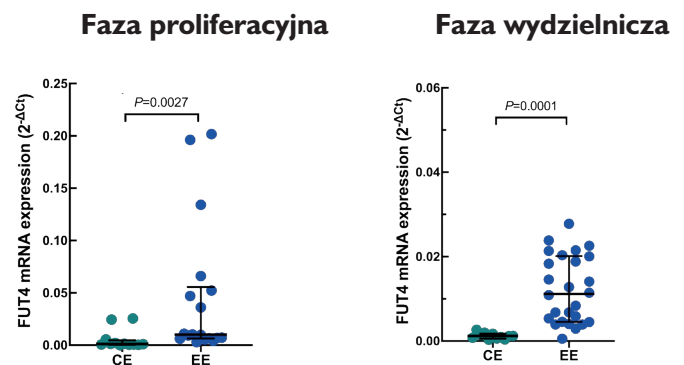 Faza proliferacyjna
FUT4 mRNA expression (2-ΔCt)
0.25
0.20
0.15
0.10
0.05
0.00
P=0.0027
CE EE
Faza wydzielnicza
FUT4 mRNA expression (2-ΔCt)
0.06
0.04
0.02
0.00
P=0.0001
CE EE